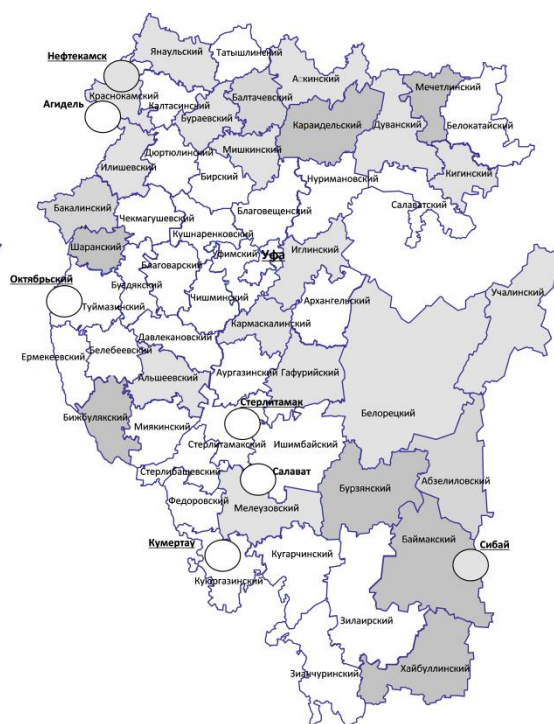 Янаульский
Татышлинский
Нефтекамск
Аскинский
Мечетлинский
Краснокамский
Калтасинский
Балтачевский
Агидель
Бураевский
Караидельский
Дуванский
Белокатайский
Дюртюлинский
Мишкинский
Илишевский
Бирский
Нуримановский
Кигинский
Салаватский
Бакалинский
Чекмагушевский
Благовещенский
Кушнаренковский
Шаранский
Уфимский
Уфа
Иглинский
Благоварский
Октябрьский
Буздякский
Чишминский
Архангельский
Учалинский
Туймазинский
Кармаскалинский
Давлекановский
Ермекеевский
Белебеевский
Альшеевский
Аургазинский
Гафурийский
Белорецкий
Стерлитамак
Бижбулякский
Миякинский
Стерлитамакский
Ишимбайский
Салават
Стерлибашевский
Абзелиловский
Бурзянский
Федоровский
Мелеузовский
Баймакский
Кумертау
Сибай
Кугарчинский
Куюргазинский
Зилаирский
Хайбуллинский
Зианчуринский